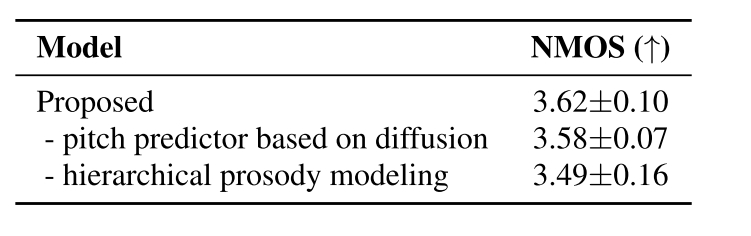 Model NMOS (↑)
Proposed 3.62±0.10
- pitch predictor based on diffusion 3.58±0.07
- hierarchical prosody modeling 3.49±0.16